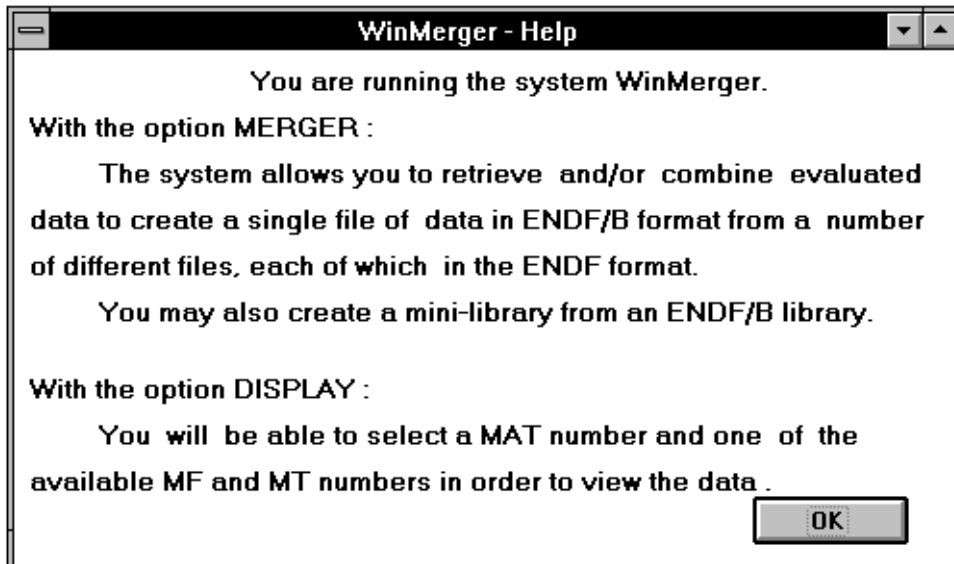 WinMerger - Help
You are running the system WinMerger.
With the option MERGER :
The system allows you to retrieve and/or combine evaluated
data to create a single file of data in ENDF/B format from a number
of different files, each of which in the ENDF format.
You may also create a mini-library from an ENDF/B library.
With the option DISPLAY :
You will be able to select a MAT number and one of the
available MF and MT numbers in order to view the data .
OK